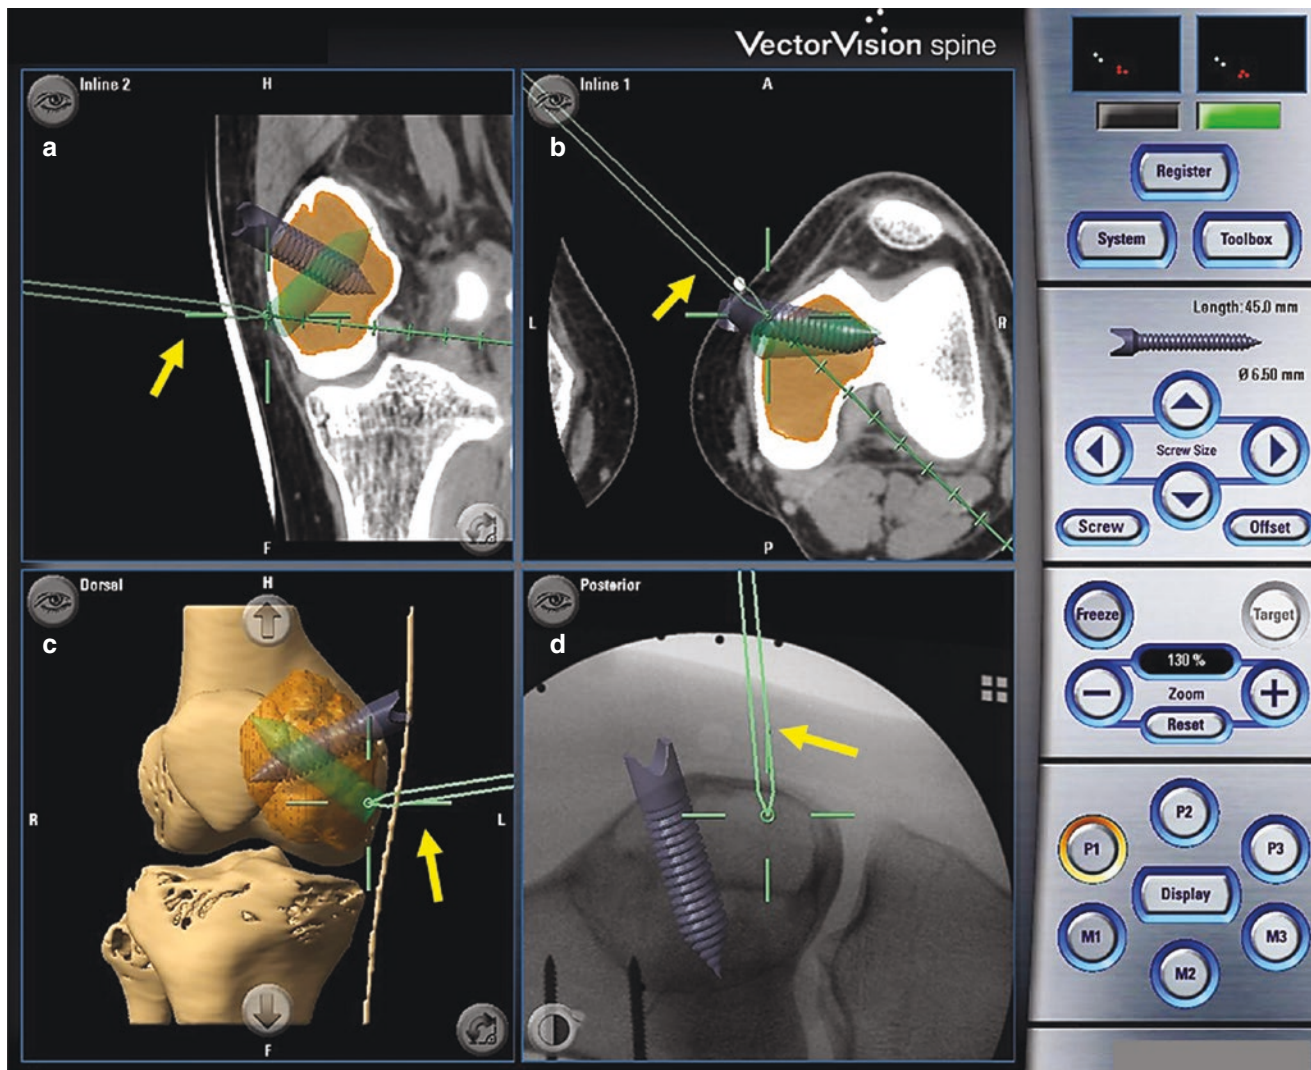 VectorVision spine
Inline 2
H
a
F
Inline 1
A
b
L
R
P
Dorsal
H
c
R
L
F
Posterior
d
Register
System
Toolbox
Length: 45.0 mm
Ø 6.50 mm
Screw Size
Screw
Offset
Freeze
Target
130 %
Zoom
Reset
P1
P2
P3
Display
M1
M2
M3